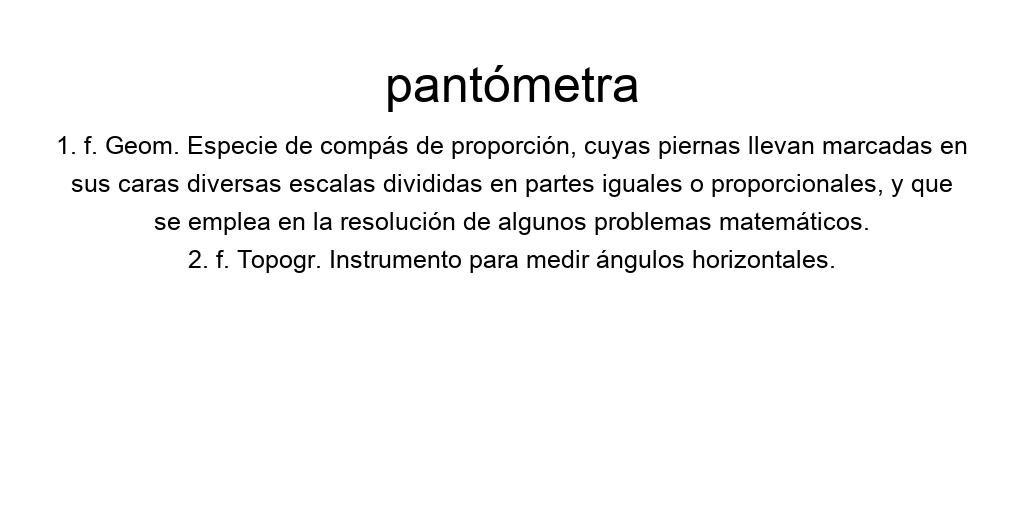 pantómetra
1. f. Geom. Especie de compás de proporción, cuyas piernas llevan marcadas en
sus caras diversas escalas divididas en partes iguales o proporcionales, y que
se emplea en la resolución de algunos problemas matemáticos.
2. f. Topogr. Instrumento para medir ángulos horizontales.